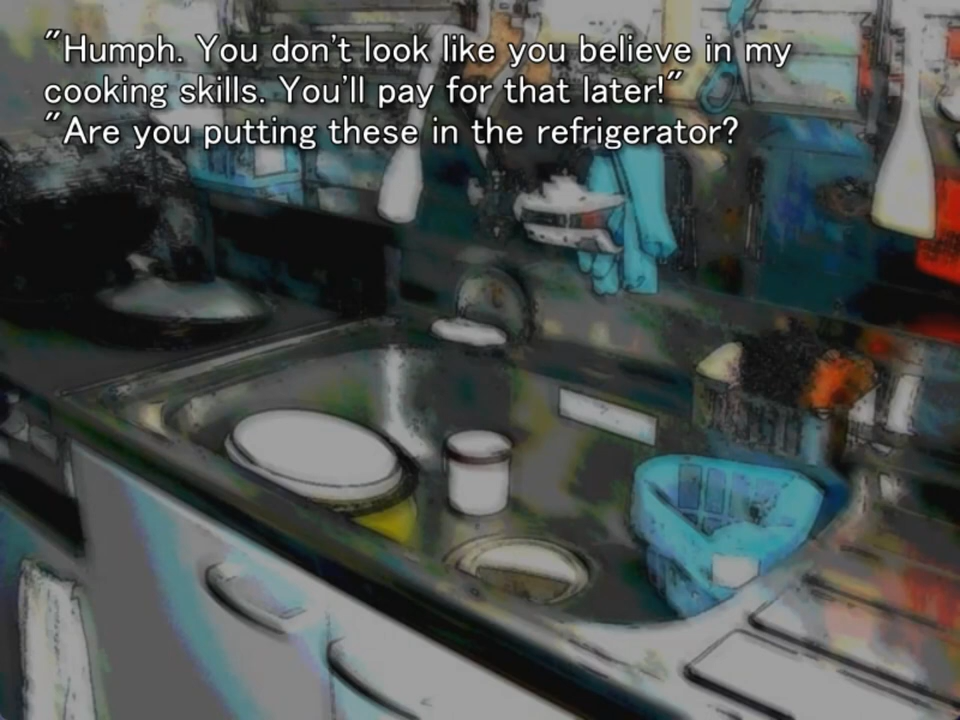 "Humph. You don't look like you believe in my
cooking skills. You'll pay for that later!"
"Are you putting these in the refrigerator?